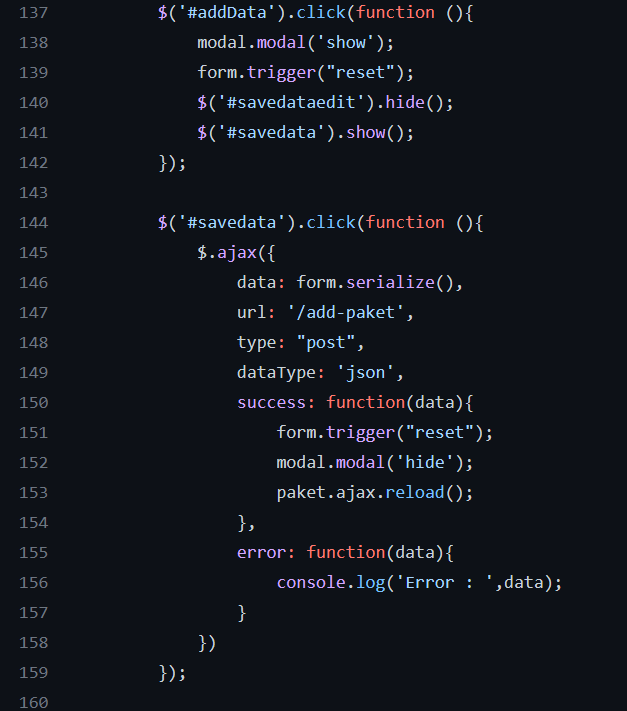 137 $('#addData').click(function (){
138 modal.modal('show');
139 form.trigger("reset");
140 $('#savedataedit').hide();
141 $('#savedata').show();
142 });
143
144 $('#savedata').click(function (){
145 $.ajax({
146 data: form.serialize(),
147 url: '/add-paket',
148 type: "post",
149 dataType: 'json',
150 success: function(data){
151 form.trigger("reset");
152 modal.modal('hide');
153 paket.ajax.reload();
154 },
155 error: function(data){
156 console.log('Error : ',data);
157 }
158 })
159 });
160